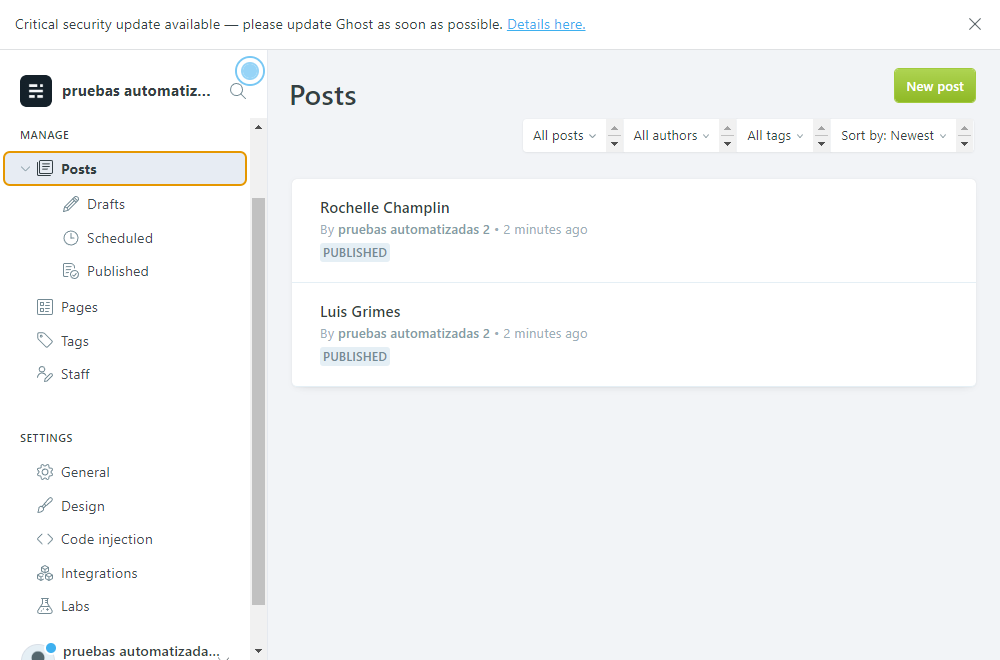 Critical security update available — please update Ghost as soon as possible. Details here.
pruebas automatiz...
MANAGE
Posts
Drafts
Scheduled
Published
Pages
Tags
Staff
SETTINGS
General
Design
Code injection
Integrations
Labs
pruebas automatizada...
Posts
New post
All posts
All authors
All tags
Sort by: Newest
Rochelle Champlin
By pruebas automatizadas 2 • 2 minutes ago
PUBLISHED
Luis Grimes
By pruebas automatizadas 2 • 2 minutes ago
PUBLISHED